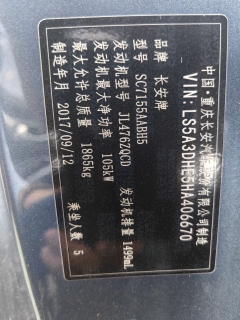 中国·重庆长安汽车股份有限公司制造
VIN: LS5A3DHE5HA406670
品牌 长安牌
型号 SC7155AABH5
发动机型号 JL476ZQCD 发动机排量 1499mL
发动机最大净功率 105kW
最大允许总质量 1865kg
制造年月 2017/09/12 乘坐人数 5